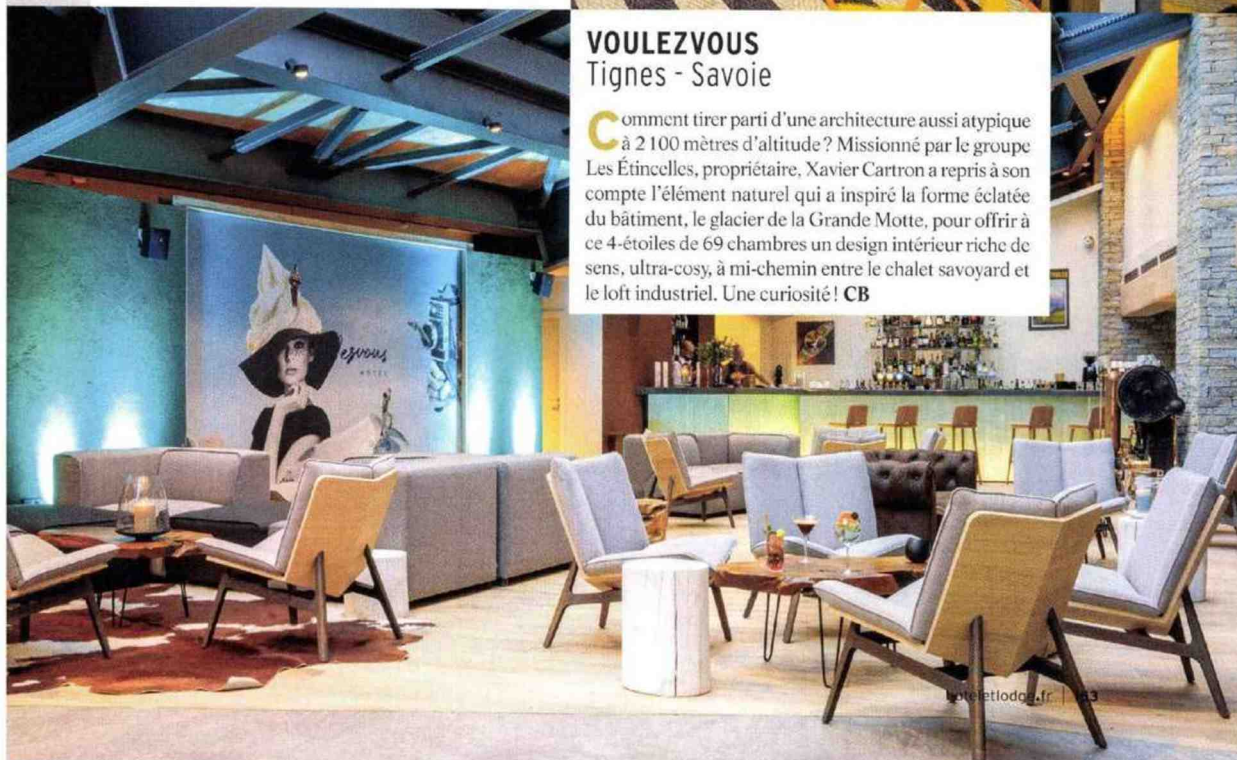 VOULEZVOUS
Tignes - Savoie
Comment tirer parti d'une architecture aussi atypique
à 2 100 mètres d'altitude ? Missionné par le groupe
Les Étincelles, propriétaire, Xavier Cartron a repris à son
compte l'élément naturel qui a inspiré la forme éclatée
du bâtiment, le glacier de la Grande Motte, pour offrir à
ce 4-étoiles de 69 chambres un design intérieur riche de
sens, ultra-cosy, à mi-chemin entre le chalet savoyard et
le loft industriel. Une curiosité ! CB
ezvous
HOTEL
hoteletlodge.fr |